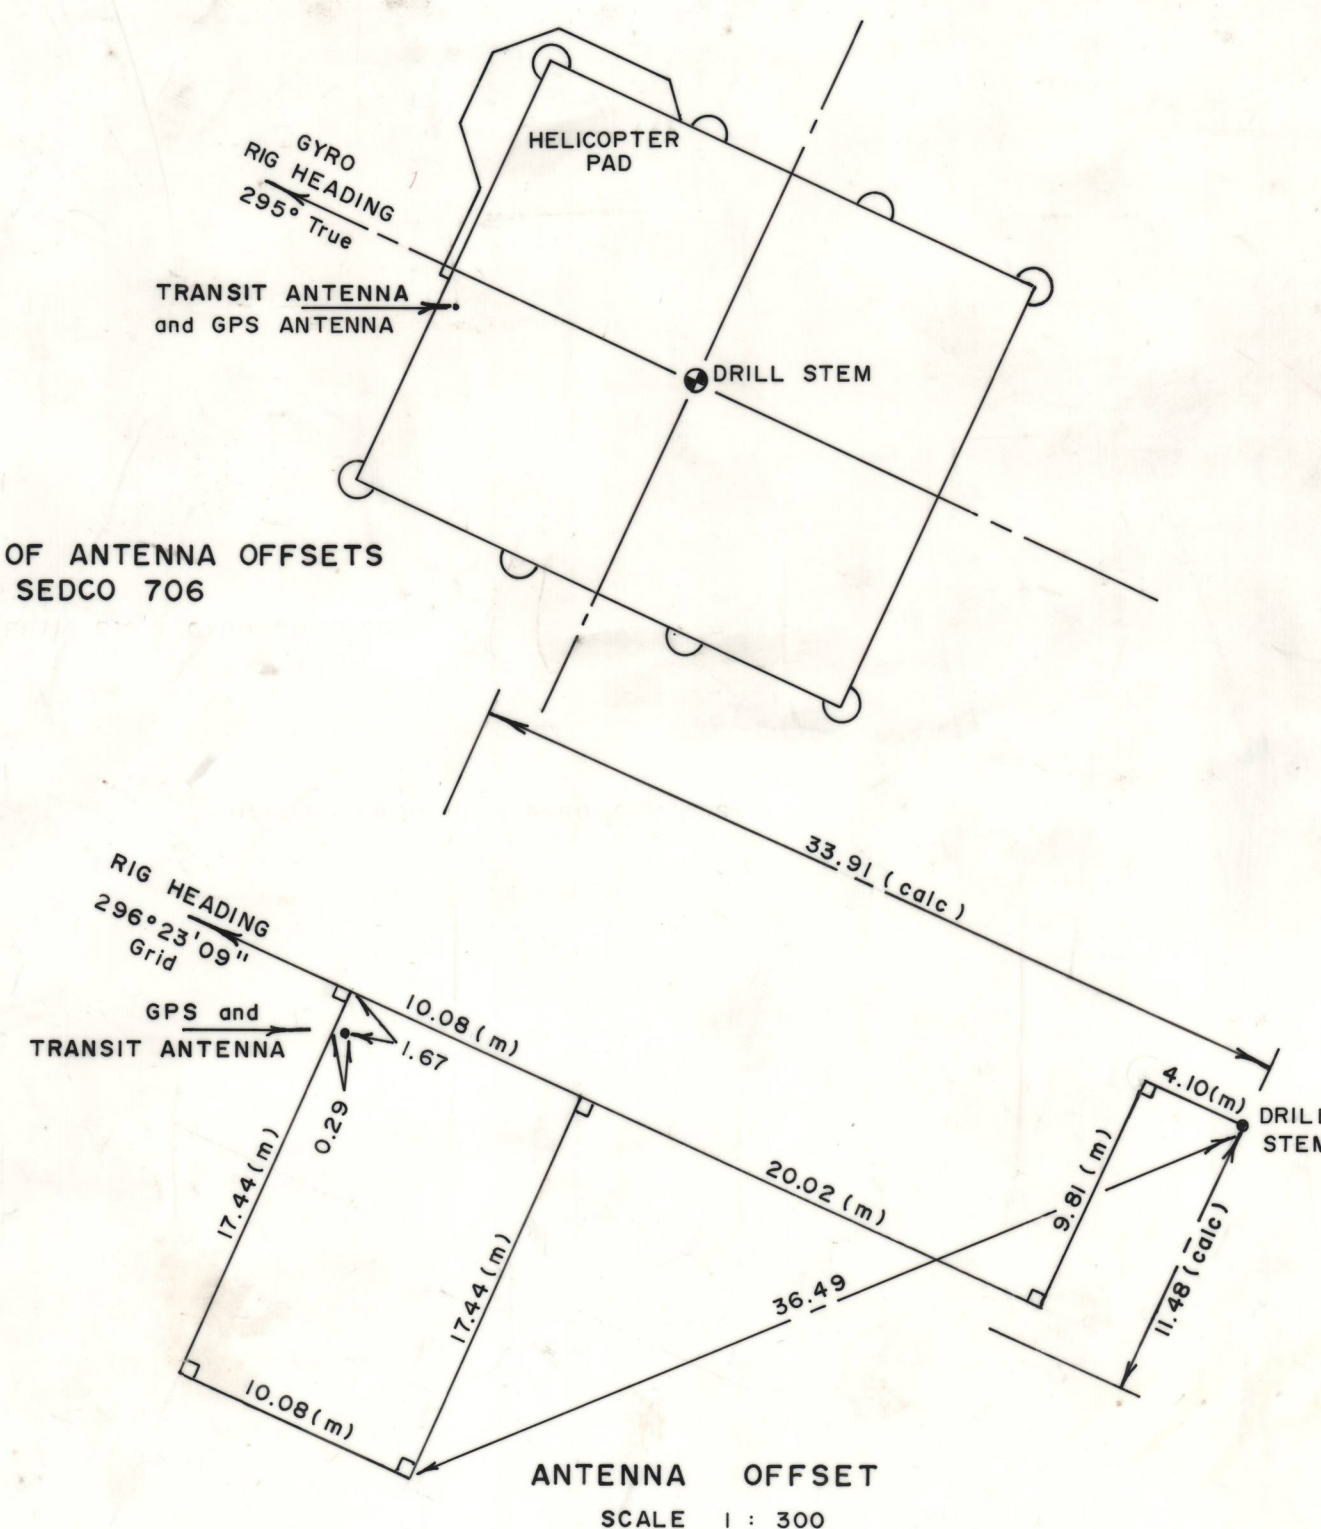 HELICOPTER
PAD
GYRO
RIG HEADING
295° True
TRANSIT ANTENNA
and GPS ANTENNA
DRILL STEM
OF ANTENNA OFFSETS
SEDCO 706
33.91 (calc)
RIG HEADING
296°23'09"
Grid
GPS and
TRANSIT ANTENNA
10.08 (m)
1.67
0.29
4.10(m)
DRILL
STEM
17.44(m)
9.81 (m)
20.02 (m)
11.48 (calc)
17.44(m)
36.49
10.08(m)
ANTENNA OFFSET
SCALE 1 : 300